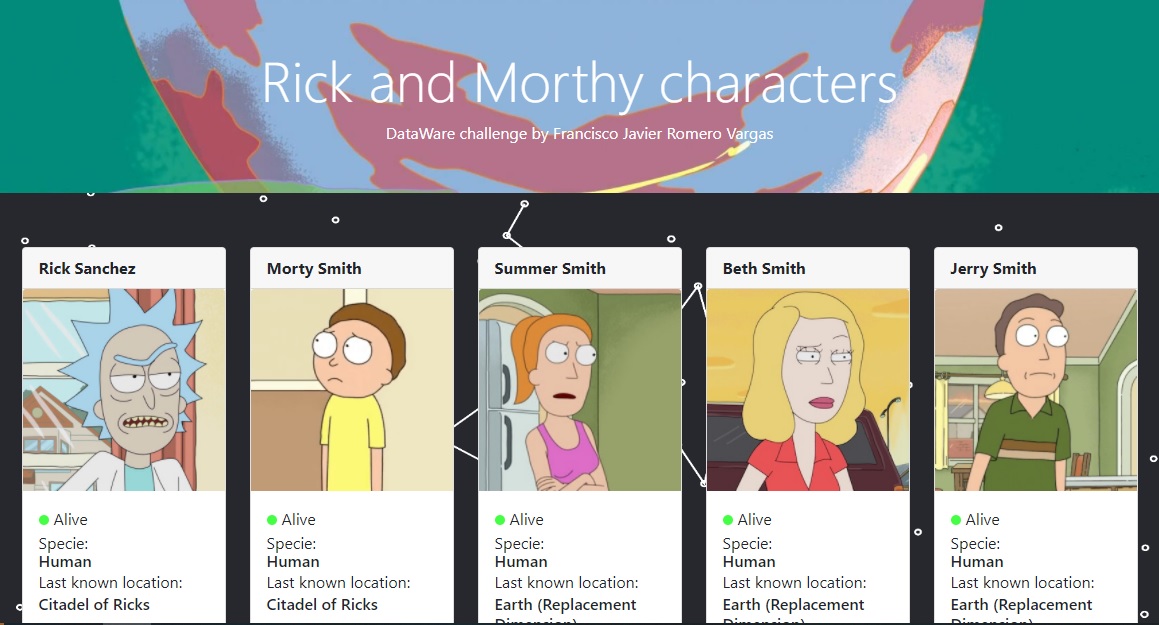 Rick and Morthy characters
DataWare challenge by Francisco Javier Romero Vargas
Rick Sanchez
Alive
Specie:
Human
Last known location:
Citadel of Ricks
Morty Smith
Alive
Specie:
Human
Last known location:
Citadel of Ricks
Summer Smith
Alive
Specie:
Human
Last known location:
Earth (Replacement
Dimension)
Beth Smith
Alive
Specie:
Human
Last known location:
Earth (Replacement
Dimension)
Jerry Smith
Alive
Specie:
Human
Last known location:
Earth (Replacement
Dimension)